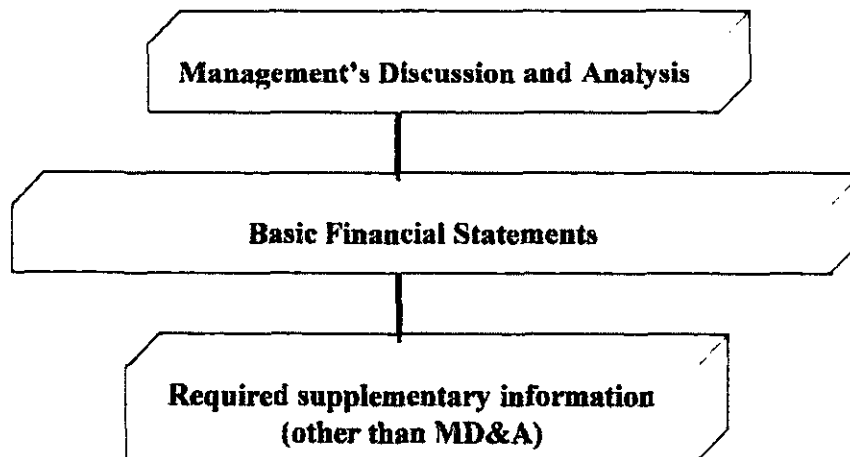 Management's Discussion and Analysis
Basic Financial Statements
Required supplementary information
(other than MD&A)